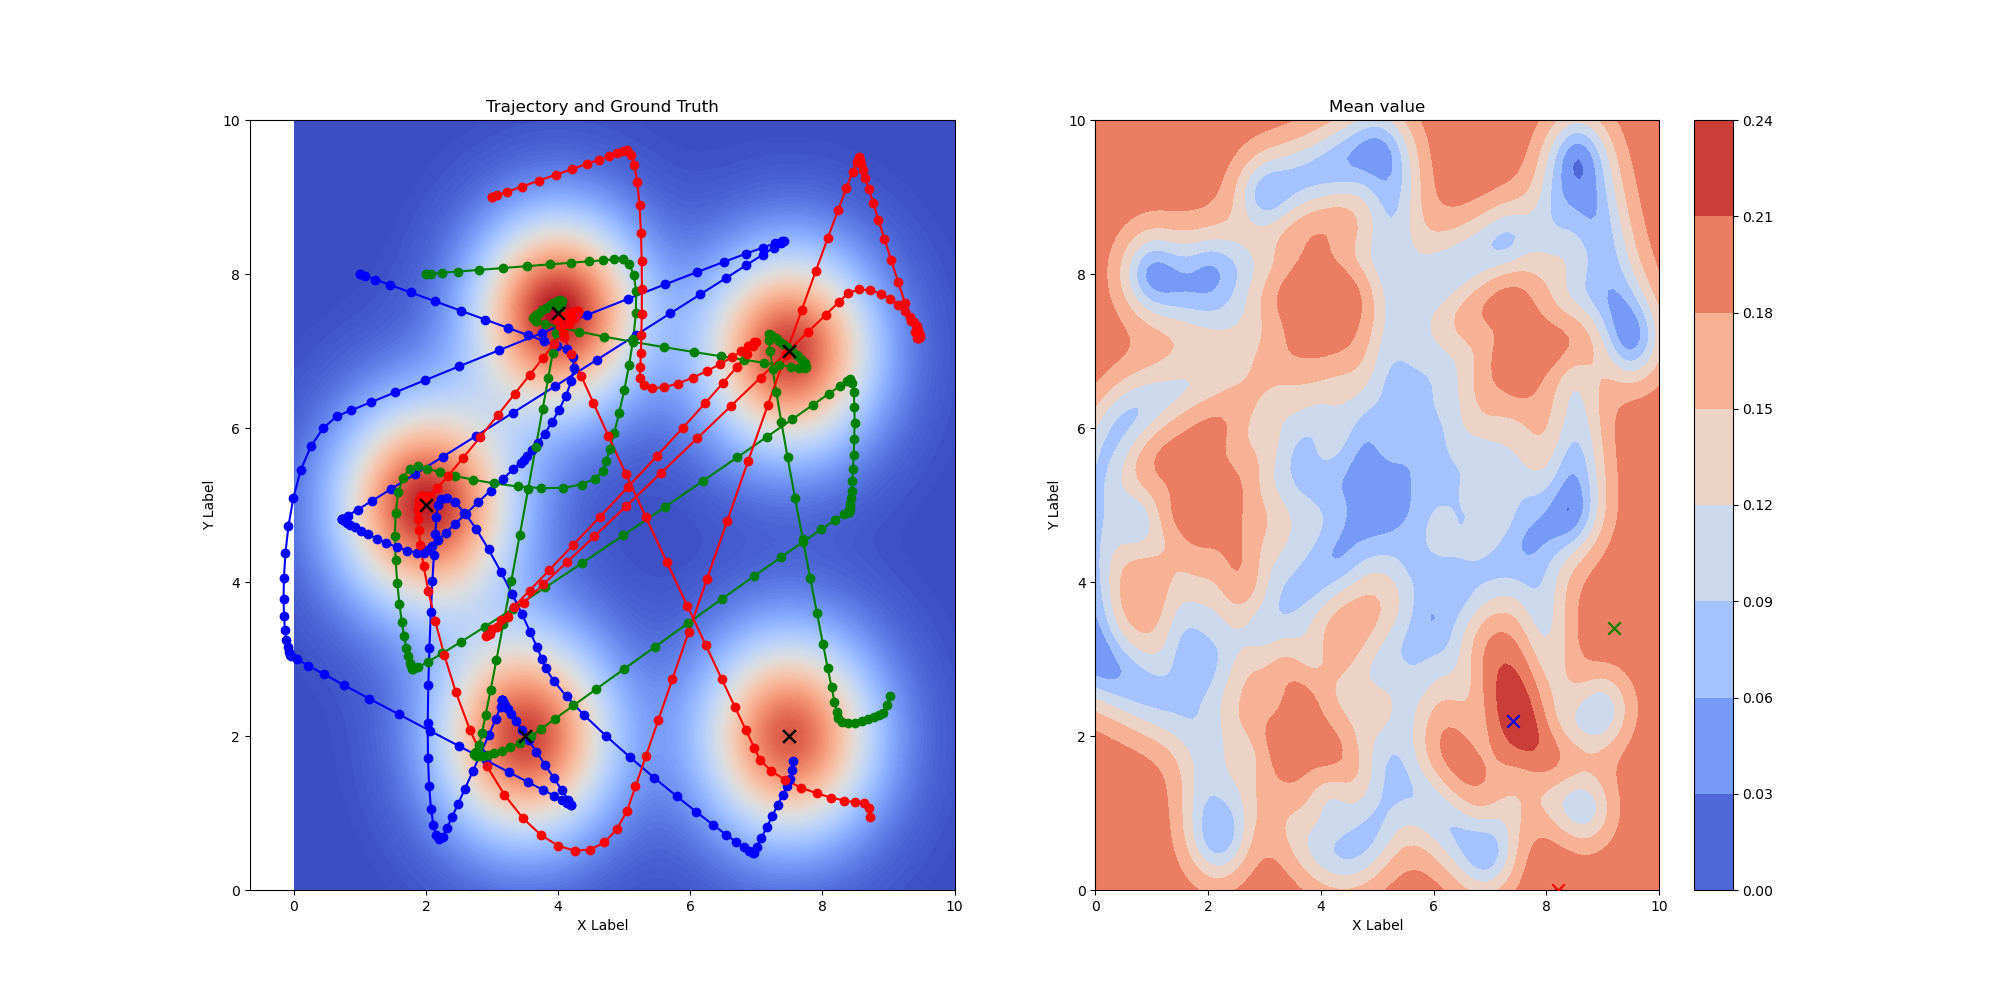 Trajectory and Ground Truth
10
8
6
4
2
0
Y Label
0 2 4 6 8 10
X Label
Mean value
10
8
6
4
2
0
Y Label
0 2 4 6 8 10
X Label
0.24
0.21
0.18
0.15
0.12
0.09
0.06
0.03
0.00